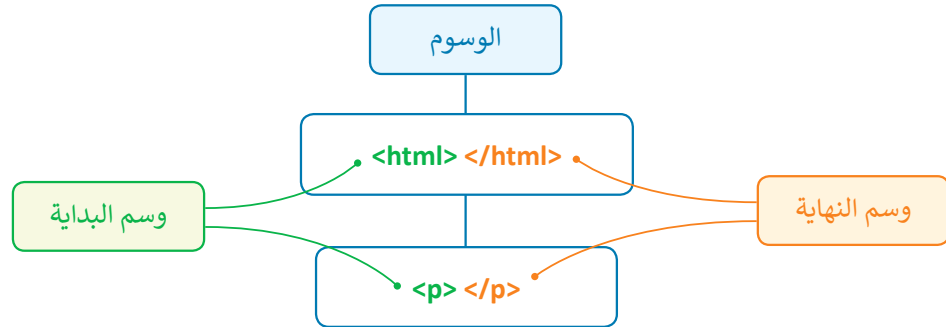 الوسوم
<html> </html>
وسم البداية
وسم النهاية
<p> </p>